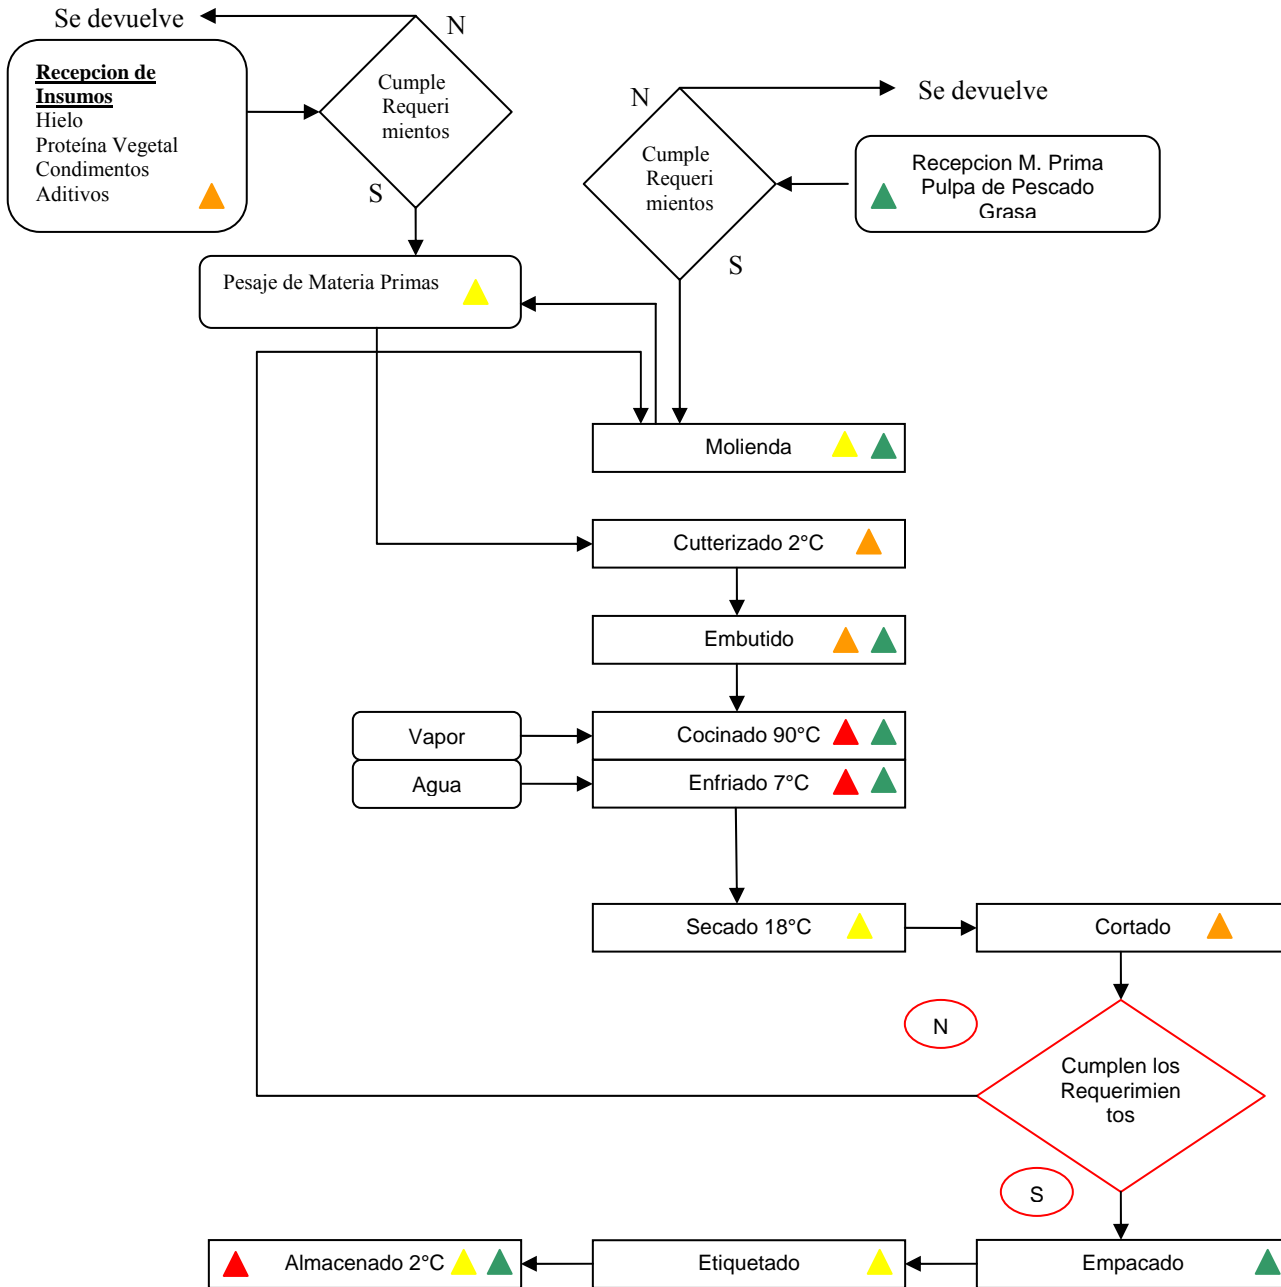 Se devuelve
N
Recepcion de
Insumos
Hielo
Proteína Vegetal
Condimentos
Aditivos
Cumple
Requeri
mientos
S
N
Se devuelve
Cumple
Requeri
mientos
Recepcion M. Prima
Pulpa de Pescado
Grasa
S
Pesaje de Materia Primas
Molienda
Cutterizado 2°C
Embutido
Vapor
Cocinado 90°C
Agua
Enfriado 7°C
Secado 18°C
Cortado
N
Cumplen los
Requerimien
tos
S
Almacenado 2°C
Etiquetado
Empacado